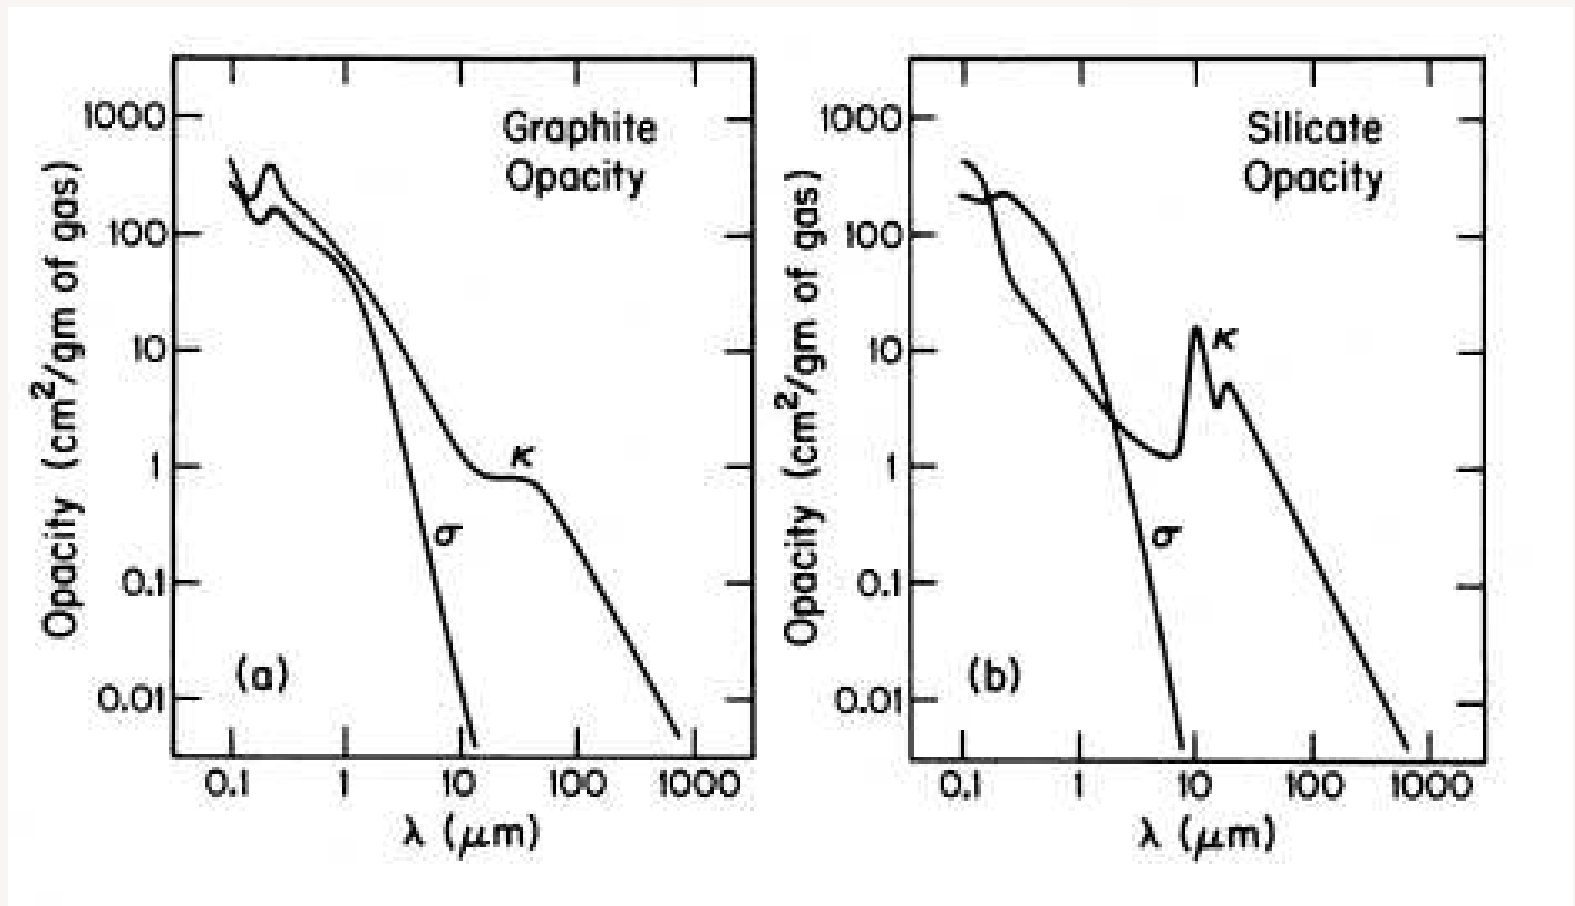 Graphite
Opacity
Opacity (cm²/gm of gas)
1000
100
10
1
0.1
0.01
κ
σ
(a)
0.1 1 10 100 1000
λ (μm)
Silicate
Opacity
Opacity (cm²/gm of gas)
1000
100
10
1
0.1
0.01
κ
σ
(b)
0.1 1 10 100 1000
λ (μm)